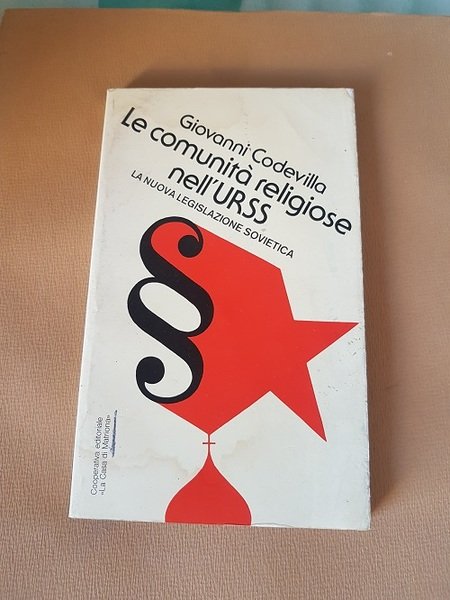 Giovanni Codevilla
Le comunità religiose
nell'URSS
LA NUOVA LEGISLAZIONE SOVIETICA
§
Cooperativa editoriale
«La Casa di Matriona»